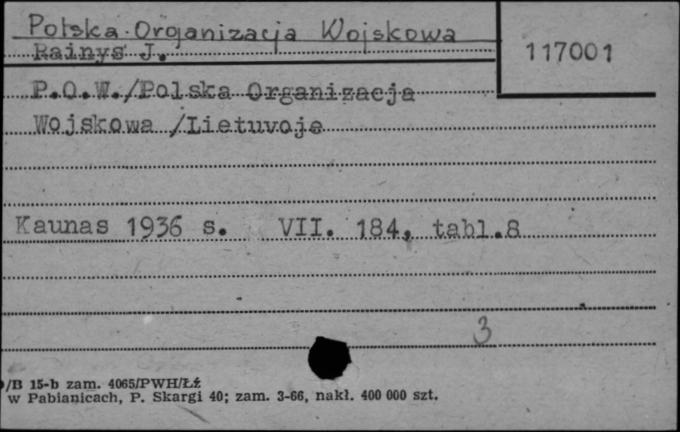 Polska Organizacja Wojskowa
117001
Rainys J.
P.O.W./Polska Organizacja
Wojskowa /Lietuvoje
Kaunas 1936 s. VII. 184, tabl.8
3
/B 15-b zam. 4065/PWH/Łź
w Pabianicach, P. Skargi 40; zam. 3-66, nakł. 400 000 szt.